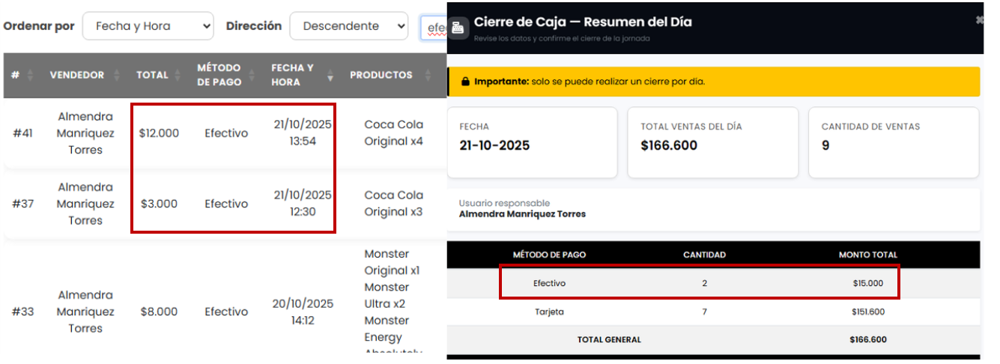 Ordenar por Fecha y Hora Dirección Descendente efec
# VENDEDOR TOTAL MÉTODO DE PAGO FECHA Y HORA PRODUCTOS
#41 Almendra Manriquez Torres $12.000 Efectivo 21/10/2025 13:54 Coca Cola Original x4
#37 Almendra Manriquez Torres $3.000 Efectivo 21/10/2025 12:30 Coca Cola Original x3
#33 Almendra Manriquez Torres $8.000 Efectivo 20/10/2025 14:12 Monster Original x1 Monster Ultra x2 Monster Energy
Cierre de Caja — Resumen del Día
Revise los datos y confirme el cierre de la jornada
Importante: solo se puede realizar un cierre por día.
FECHA
21-10-2025
TOTAL VENTAS DEL DÍA
$166.600
CANTIDAD DE VENTAS
9
Usuario responsable
Almendra Manriquez Torres
MÉTODO DE PAGO CANTIDAD MONTO TOTAL
Efectivo 2 $15.000
Tarjeta 7 $151.600
TOTAL GENERAL $166.600